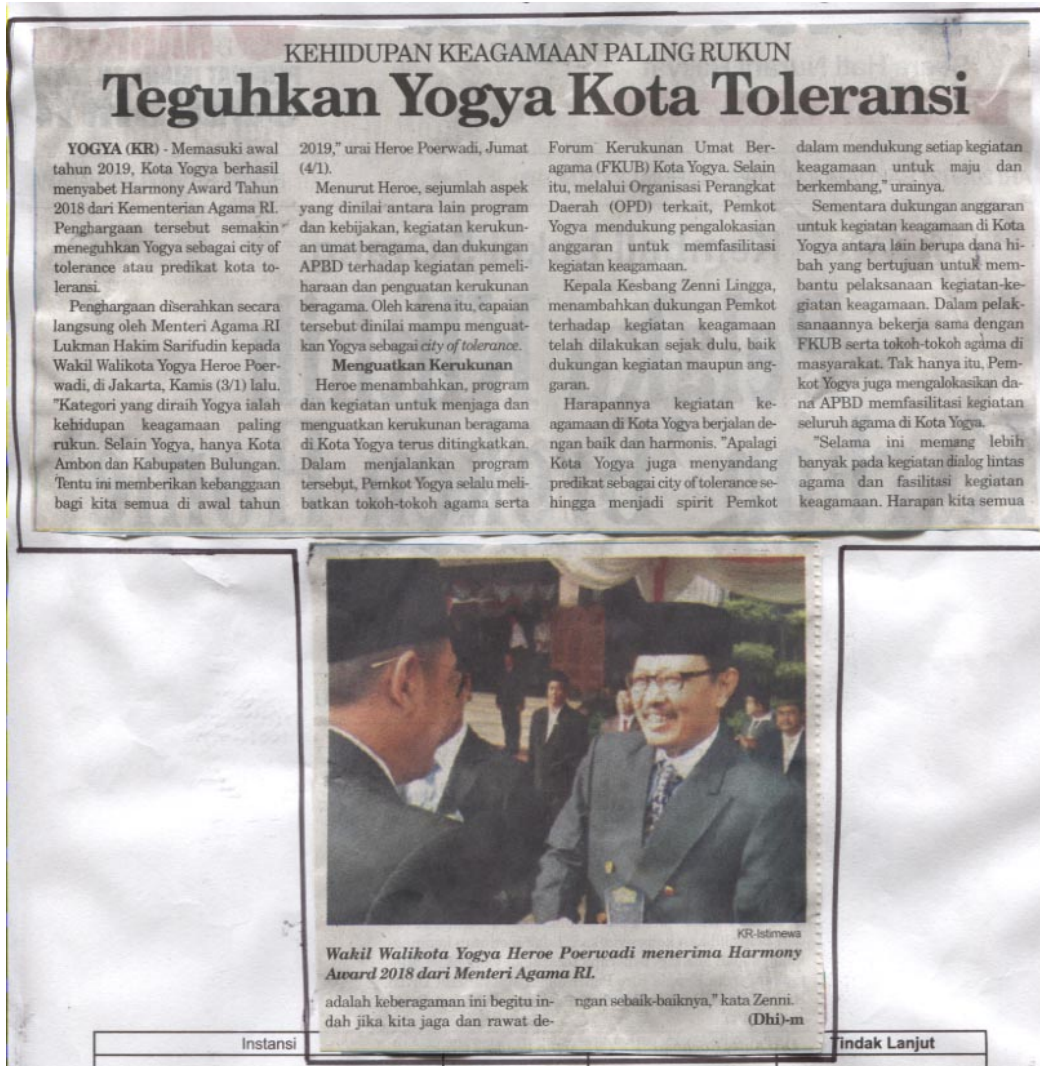 KEHIDUPAN KEAGAMAAN PALING RUKUN
Teguhkan Yogya Kota Toleransi
YOGYA (KR) - Memasuki awal
tahun 2019, Kota Yogya berhasil
menyabet Harmony Award Tahun
2018 dari Kementerian Agama RI.
Penghargaan tersebut semakin
meneguhkan Yogya sebagai city of
tolerance atau predikat kota to-
leransi.
Penghargaan diserahkan secara
langsung oleh Menteri Agama RI
Lukman Hakim Sarifudin kepada
Wakil Walikota Yogya Heroe Poer-
wadi, di Jakarta, Kamis (3/1) lalu.
"Kategori yang diraih Yogya ialah
kehidupan keagamaan paling
rukun. Selain Yogya, hanya Kota
Ambon dan Kabupaten Bulungan.
Tentu ini memberikan kebanggaan
bagi kita semua di awal tahun
2019," urai Heroe Poerwadi, Jumat
(4/1).
Menurut Heroe, sejumlah aspek
yang dinilai antara lain program
dan kebijakan, kegiatan kerukun-
an umat beragama, dan dukungan
APBD terhadap kegiatan pemeli-
haraan dan penguatan kerukunan
beragama. Oleh karena itu, capaian
tersebut dinilai mampu menguat-
kan Yogya sebagai city of tolerance.
Menguatkan Kerukunan
Heroe menambahkan, program
dan kegiatan untuk menjaga dan
menguatkan kerukunan beragama
di Kota Yogya terus ditingkatkan.
Dalam menjalankan program
tersebut, Pemkot Yogya selalu meli-
batkan tokoh-tokoh agama serta
Forum Kerukunan Umat Ber-
agama (FKUB) Kota Yogya. Selain
itu, melalui Organisasi Perangkat
Daerah (OPD) terkait, Pemkot
Yogya mendukung pengalokasian
anggaran untuk memfasilitasi
kegiatan keagamaan.
Kepala Kesbang Zenni Lingga,
menambahkan dukungan Pemkot
terhadap kegiatan keagamaan
telah dilakukan sejak dulu, baik
dukungan kegiatan maupun ang-
garan.
Harapannya kegiatan ke-
agamaan di Kota Yogya berjalan de-
ngan baik dan harmonis. "Apalagi
Kota Yogya juga menyandang
predikat sebagai city of tolerance se-
hingga menjadi spirit Pemkot
dalam mendukung setiap kegiatan
keagamaan untuk maju dan
berkembang," urainya.
Sementara dukungan anggaran
untuk kegiatan keagamaan di Kota
Yogya antara lain berupa dana hi-
bah yang bertujuan untuk mem-
bantu pelaksanaan kegiatan-ke-
giatan keagamaan. Dalam pelak-
sanaannya bekerja sama dengan
FKUB serta tokoh-tokoh agama di
masyarakat. Tak hanya itu, Pem-
kot Yogya juga mengalokasikan da-
na APBD memfasilitasi kegiatan
seluruh agama di Kota Yogya.
"Selama ini memang lebih
banyak pada kegiatan dialog lintas
agama dan fasilitasi kegiatan
keagamaan. Harapan kita semua
KR-Istimewa
Wakil Walikota Yogya Heroe Poerwadi menerima Harmony
Award 2018 dari Menteri Agama RI.
adalah keberagaman ini begitu in-
dah jika kita jaga dan rawat de-
ngan sebaik-baiknya," kata Zenni.
(Dhi)-m
Instansi
Tindak Lanjut